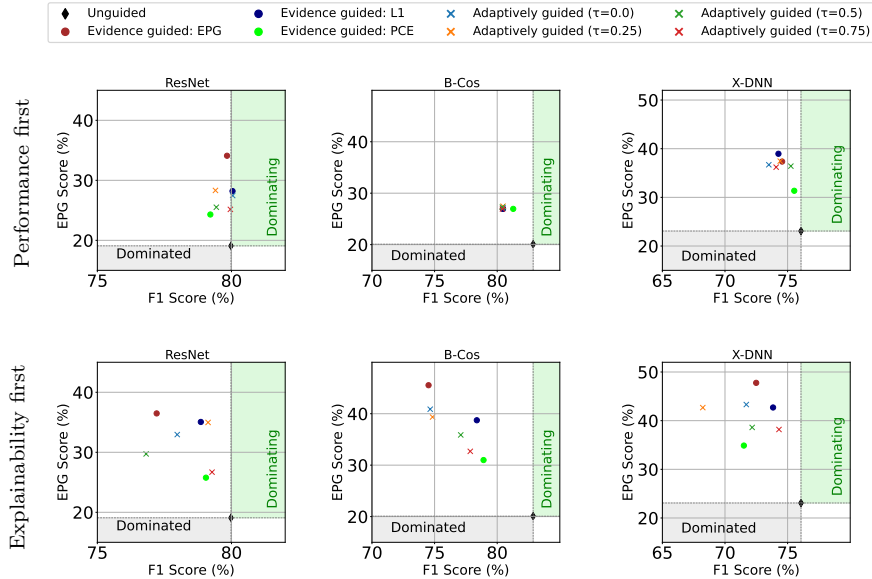 Unguided
Evidence guided: EPG
Evidence guided: L1
Evidence guided: PCE
Adaptively guided (τ=0.0)
Adaptively guided (τ=0.25)
Adaptively guided (τ=0.5)
Adaptively guided (τ=0.75)
Performance first
ResNet
EPG Score (%)
40
30
20
Dominated
Dominating
75
80
F1 Score (%)
B-Cos
EPG Score (%)
40
30
20
Dominated
Dominating
70
75
80
F1 Score (%)
X-DNN
EPG Score (%)
50
40
30
20
Dominated
Dominating
65
70
75
F1 Score (%)
Explainability first
ResNet
EPG Score (%)
40
30
20
Dominated
Dominating
75
80
F1 Score (%)
B-Cos
EPG Score (%)
40
30
20
Dominated
Dominating
70
75
80
F1 Score (%)
X-DNN
EPG Score (%)
50
40
30
20
Dominated
Dominating
65
70
75
F1 Score (%)